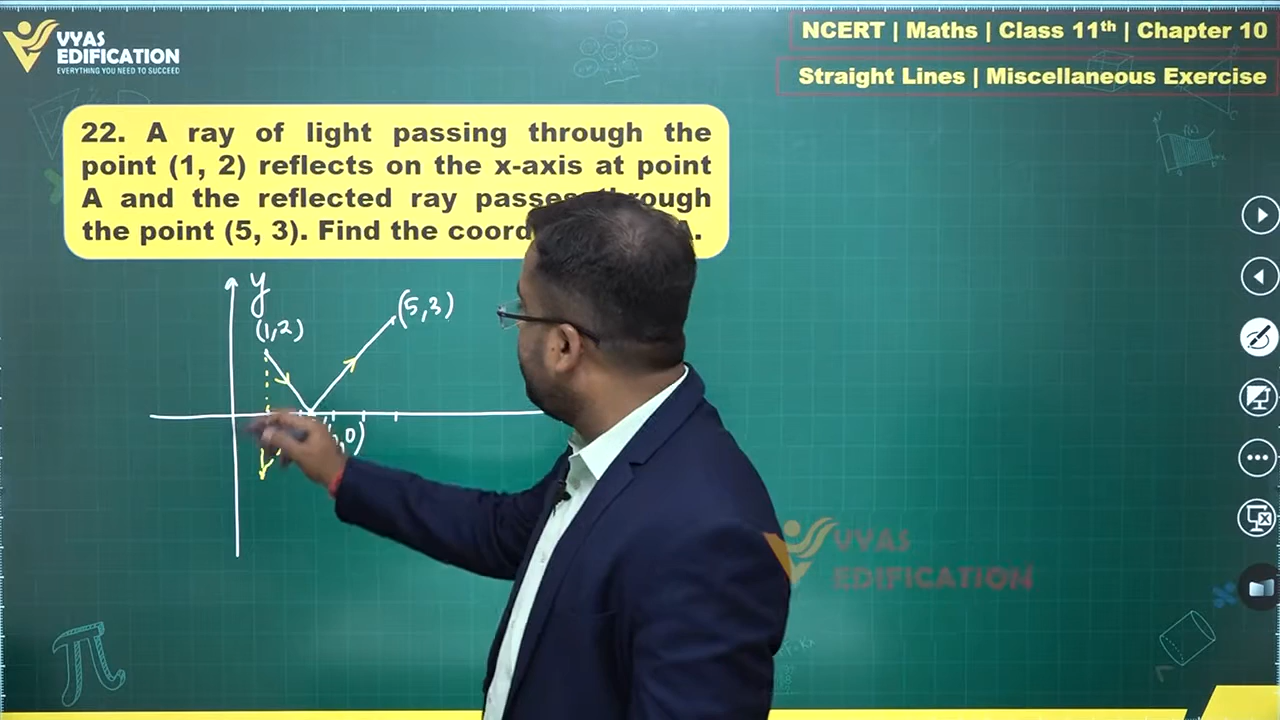 VYAS
EDIFICATION
EVERYTHING YOU NEED TO SUCCEED
NCERT | Maths | Class 11th | Chapter 10
Straight Lines | Miscellaneous Exercise
22. A ray of light passing through the
point (1, 2) reflects on the x-axis at point
A and the reflected ray passes through
the point (5, 3). Find the coord
y
(1,2)
(5,3)
,0)
VYAS
EDIFICATION
π